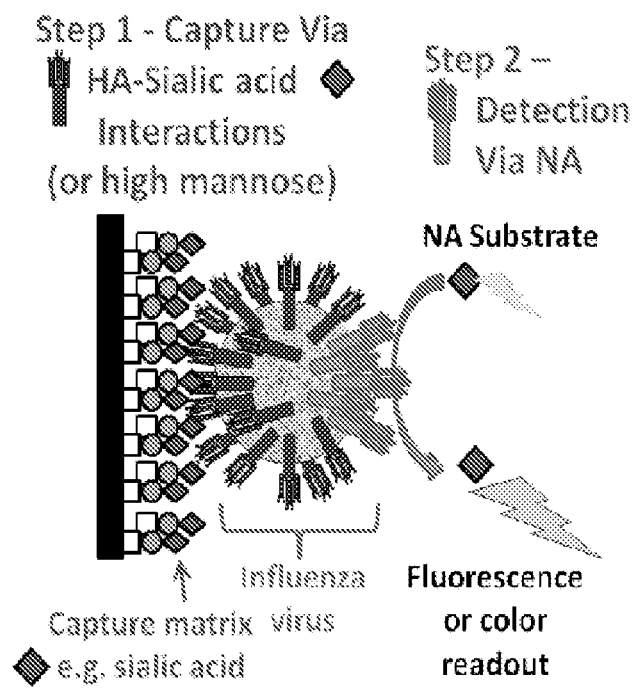 Step 1 - Capture Via
HA-Sialic acid
Interactions
(or high mannose)
Step 2 –
Detection
Via NA
NA Substrate
Influenza
virus
Fluorescence
or color
readout
Capture matrix
e.g. sialic acid